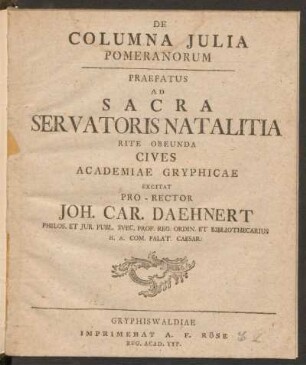 DE
COLUMNA JULIA
POMERANORUM
PRAEFATUS
AD
SACRA
SERVATORIS NATALITIA
RITE OBEUNDA
CIVES
ACADEMIAE GRYPHICAE
EXCITAT
PRO-RECTOR
JOH. CAR. DAEHNERT
PHILOS. ET JUR. PUBL. SVEC. PROF. REG. ORDIN. ET BIBLIOTHECARIUS
H. A. COM. PALAT. CAESAR.
GRYPHISWALDIAE
IMPRIMEBAT A. F. RÖSE
REG. ACAD. TYP.